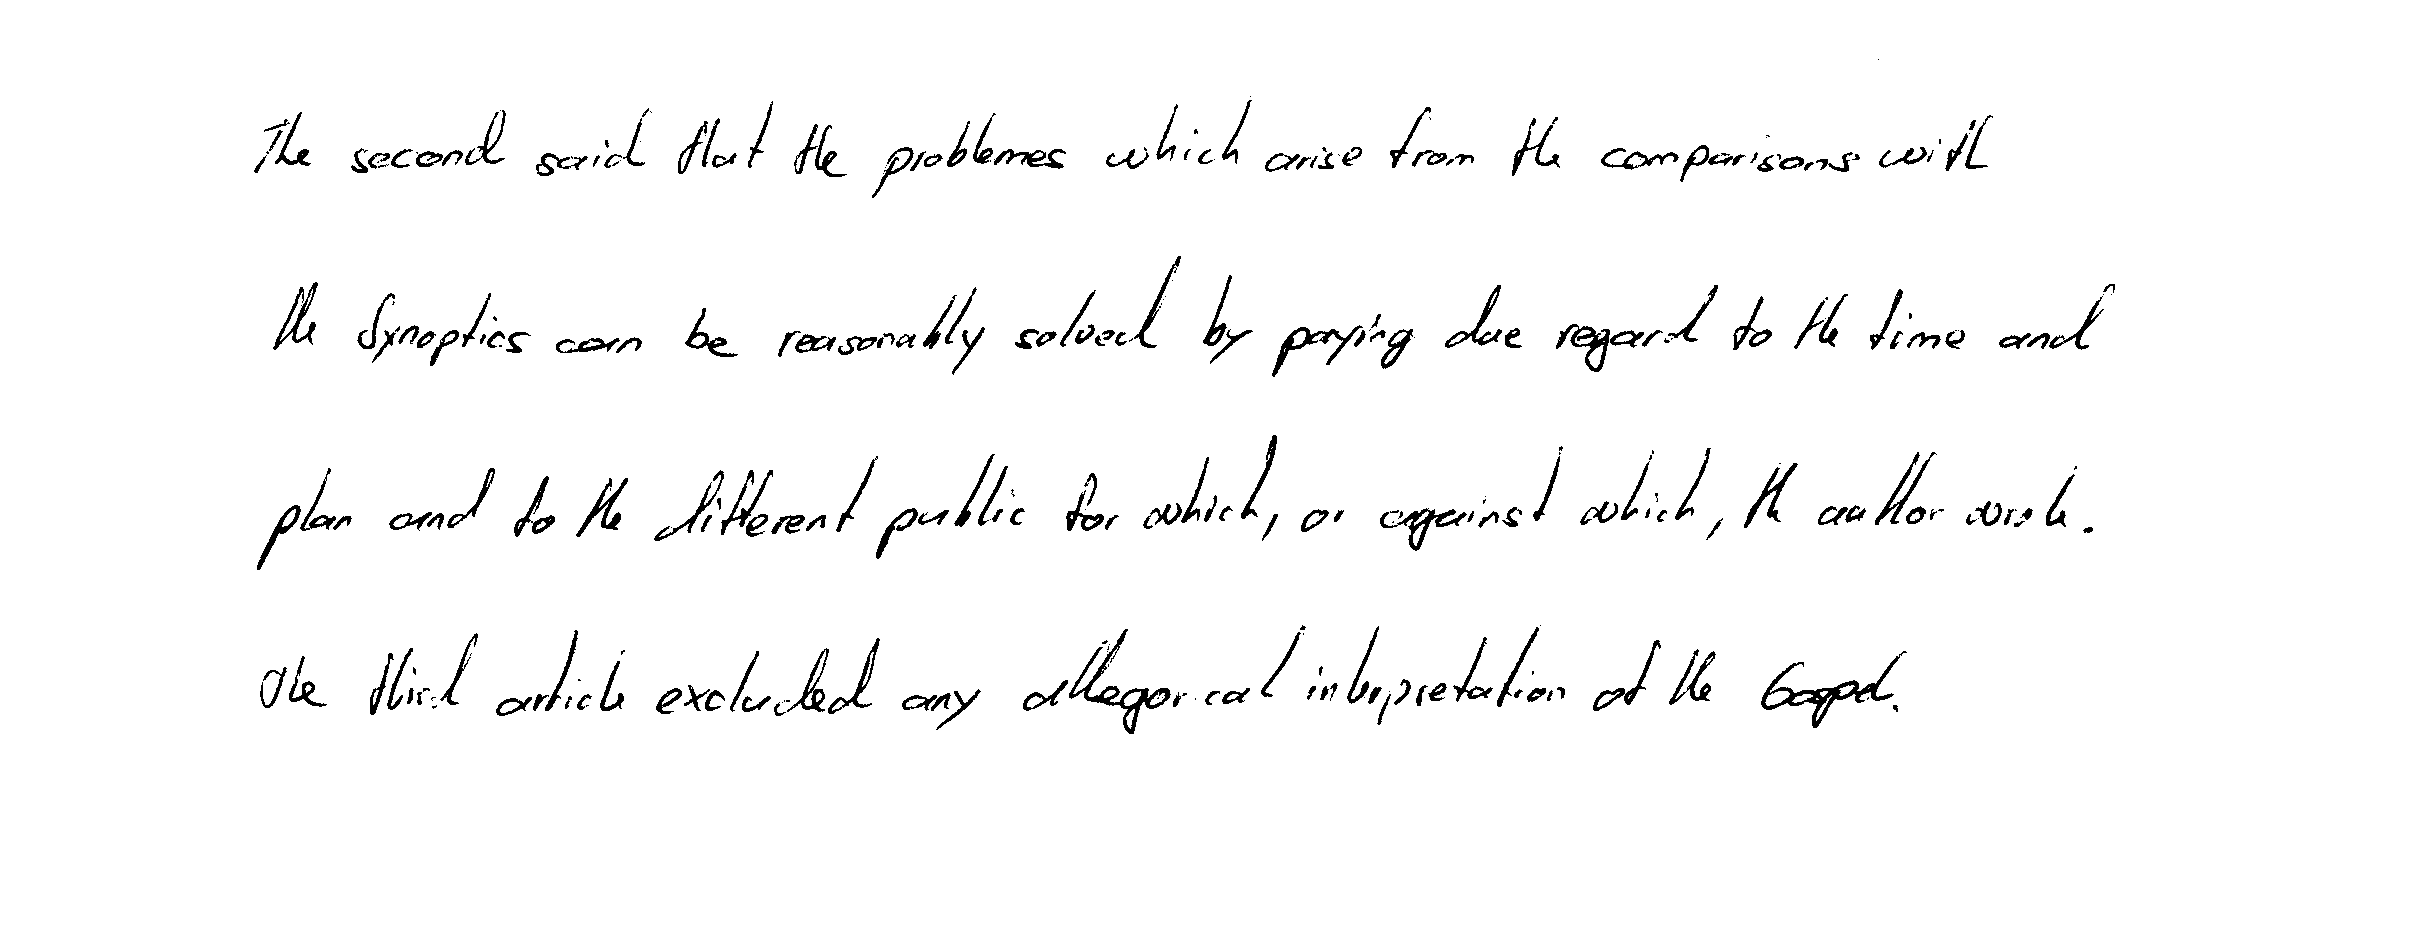 The second said that the problemes which arise from the comparisons with
the Synoptics can be reasonably solved by paying due regard to the time and
plan and to the different public for which, or against which, the author wrote.
The third article excluded any allegorical interpretation of the Gospel.